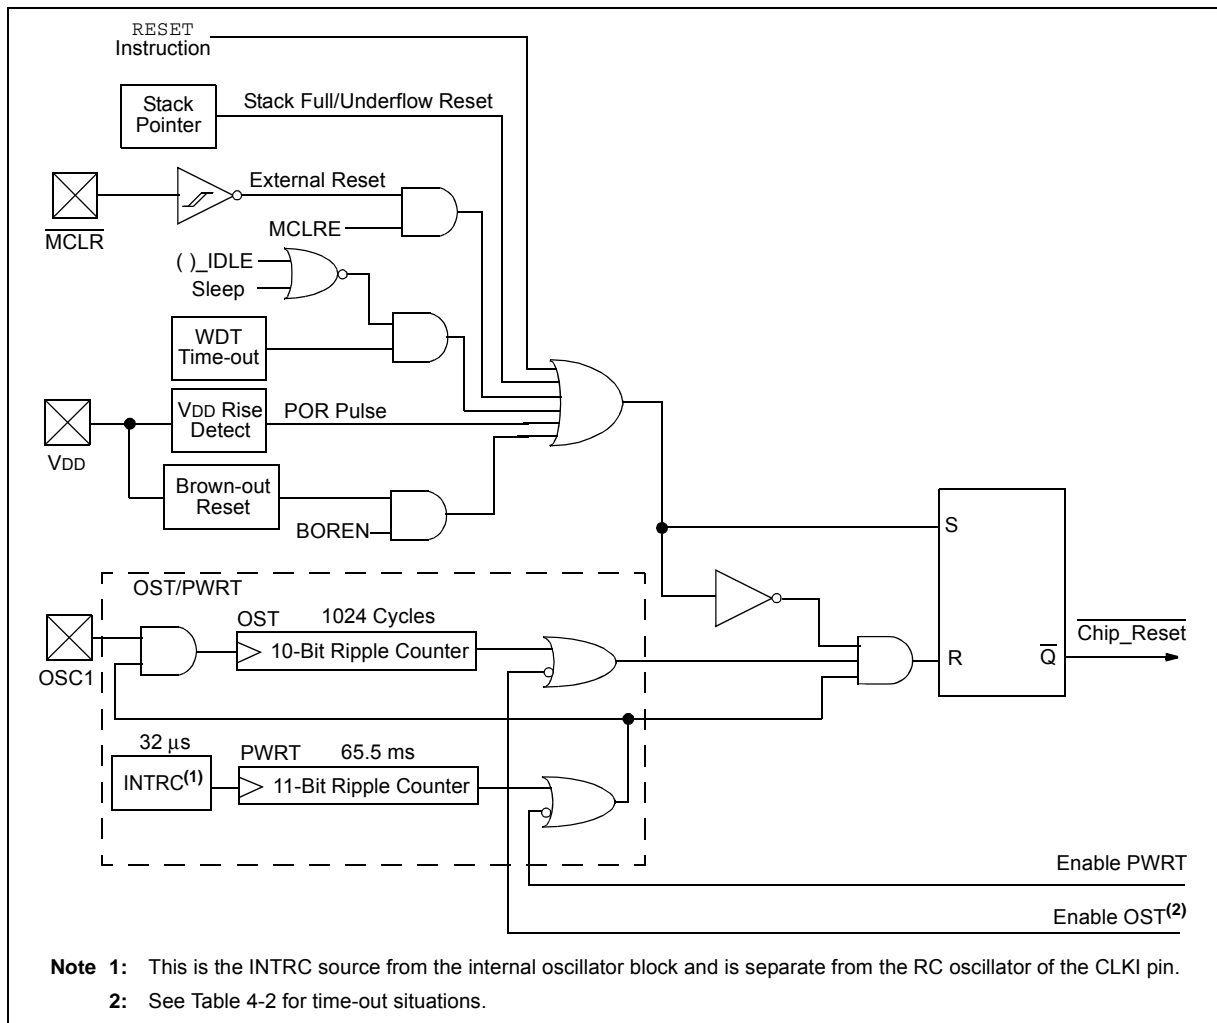 RESET
Instruction
Stack
Pointer
Stack Full/Underflow Reset
External Reset
MCLR
MCLRE
( )_IDLE
Sleep
WDT
Time-out
VDD Rise
Detect
POR Pulse
VDD
Brown-out
Reset
BOREN
S
OST/PWRT
OST 1024 Cycles
10-Bit Ripple Counter
OSC1
R
Q
Chip_Reset
32 μs
INTRC(1)
PWRT 65.5 ms
11-Bit Ripple Counter
Enable PWRT
Enable OST(2)
Note 1: This is the INTRC source from the internal oscillator block and is separate from the RC oscillator of the CLKI pin.
2: See Table 4-2 for time-out situations.